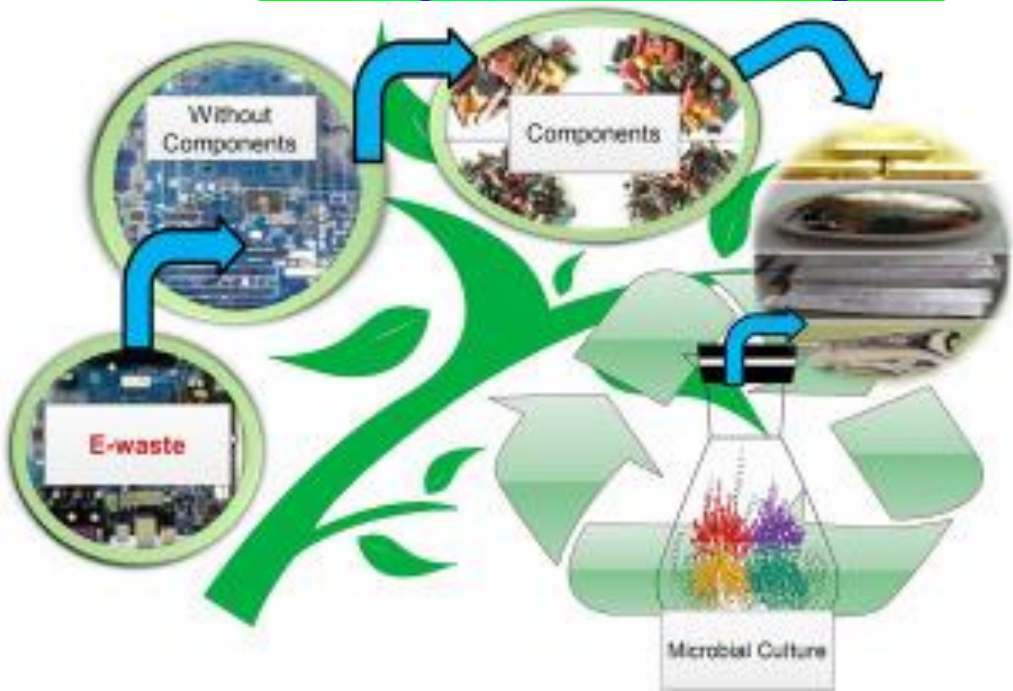 Without
Components
Components
E-waste
Microbial Culture